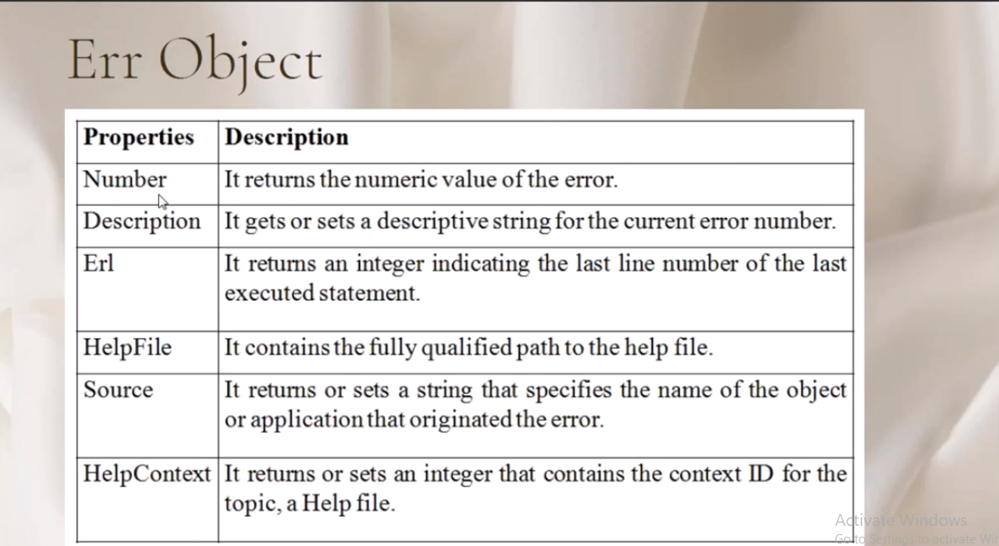 Err Object
Properties Description
Number It returns the numeric value of the error.
Description It gets or sets a descriptive string for the current error number.
Erl It returns an integer indicating the last line number of the last
executed statement.
HelpFile It contains the fully qualified path to the help file.
Source It returns or sets a string that specifies the name of the object
or application that originated the error.
HelpContext It returns or sets an integer that contains the context ID for the
topic, a Help file.
Activate Windows
Go to Settings to activate